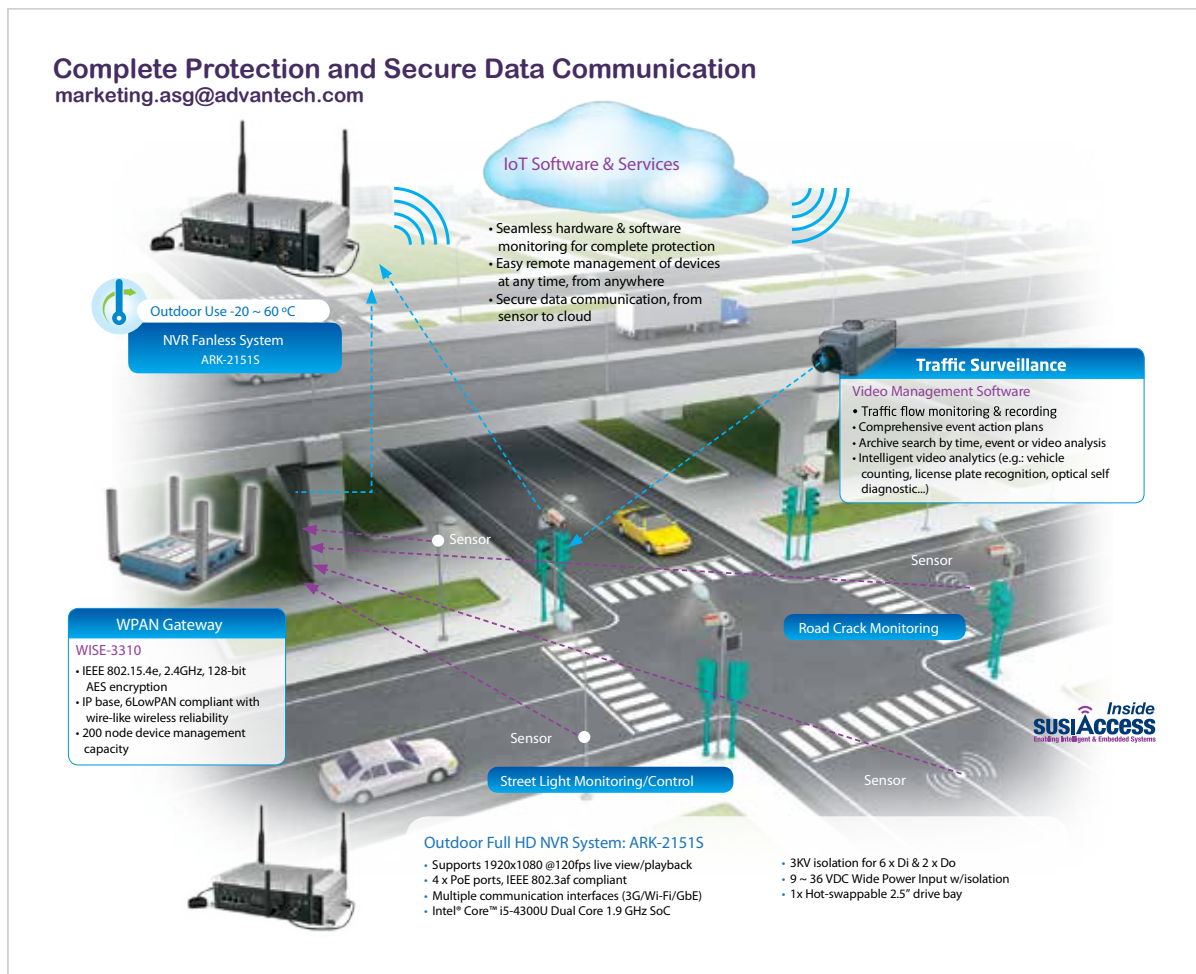 Complete Protection and Secure Data Communication
marketing.asg@advantech.com
IoT Software & Services
• Seamless hardware & software
monitoring for complete protection
• Easy remote management of devices
at any time, from anywhere
• Secure data communication, from
sensor to cloud
Outdoor Use -20 ~ 60 ºC
NVR Fanless System
ARK-2151S
Traffic Surveillance
Video Management Software
• Traffic flow monitoring & recording
• Comprehensive event action plans
• Archive search by time, event or video analysis
• Intelligent video analytics (e.g.: vehicle
counting, license plate recognition, optical self
diagnostic...)
Sensor
Sensor
WPAN Gateway
WISE-3310
• IEEE 802.15.4e, 2.4GHz, 128-bit
AES encryption
• IP base, 6LowPAN compliant with
wire-like wireless reliability
• 200 node device management
capacity
Road Crack Monitoring
Inside
SUSIAccess
Enabling Intelligent & Embedded Systems
Sensor
Street Light Monitoring/Control
Sensor
Outdoor Full HD NVR System: ARK-2151S
• Supports 1920x1080 @120fps live view/playback
• 4 x PoE ports, IEEE 802.3af compliant
• Multiple communication interfaces (3G/Wi-Fi/GbE)
• Intel® Core™ i5-4300U Dual Core 1.9 GHz SoC
• 3KV isolation for 6 x Di & 2 x Do
• 9 ~ 36 VDC Wide Power Input w/isolation
• 1x Hot-swappable 2.5" drive bay